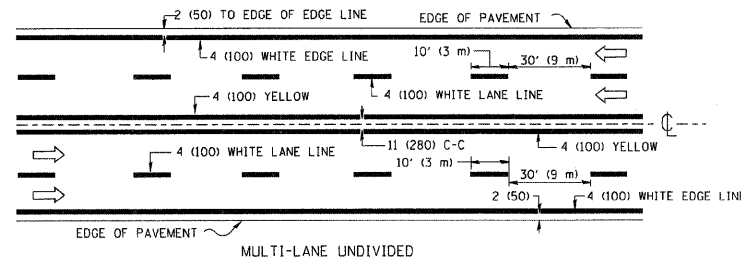 2 (50) TO EDGE OF EDGE LINE
EDGE OF PAVEMENT
4 (100) WHITE EDGE LINE
10' (3 m)
30' (9 m)
4 (100) YELLOW
4 (100) WHITE LANE LINE
4 (100) WHITE LANE LINE
11 (280) C-C
4 (100) YELLOW
10' (3 m)
30' (9 m)
2 (50)
4 (100) WHITE EDGE LINE
EDGE OF PAVEMENT
MULTI-LANE UNDIVIDED